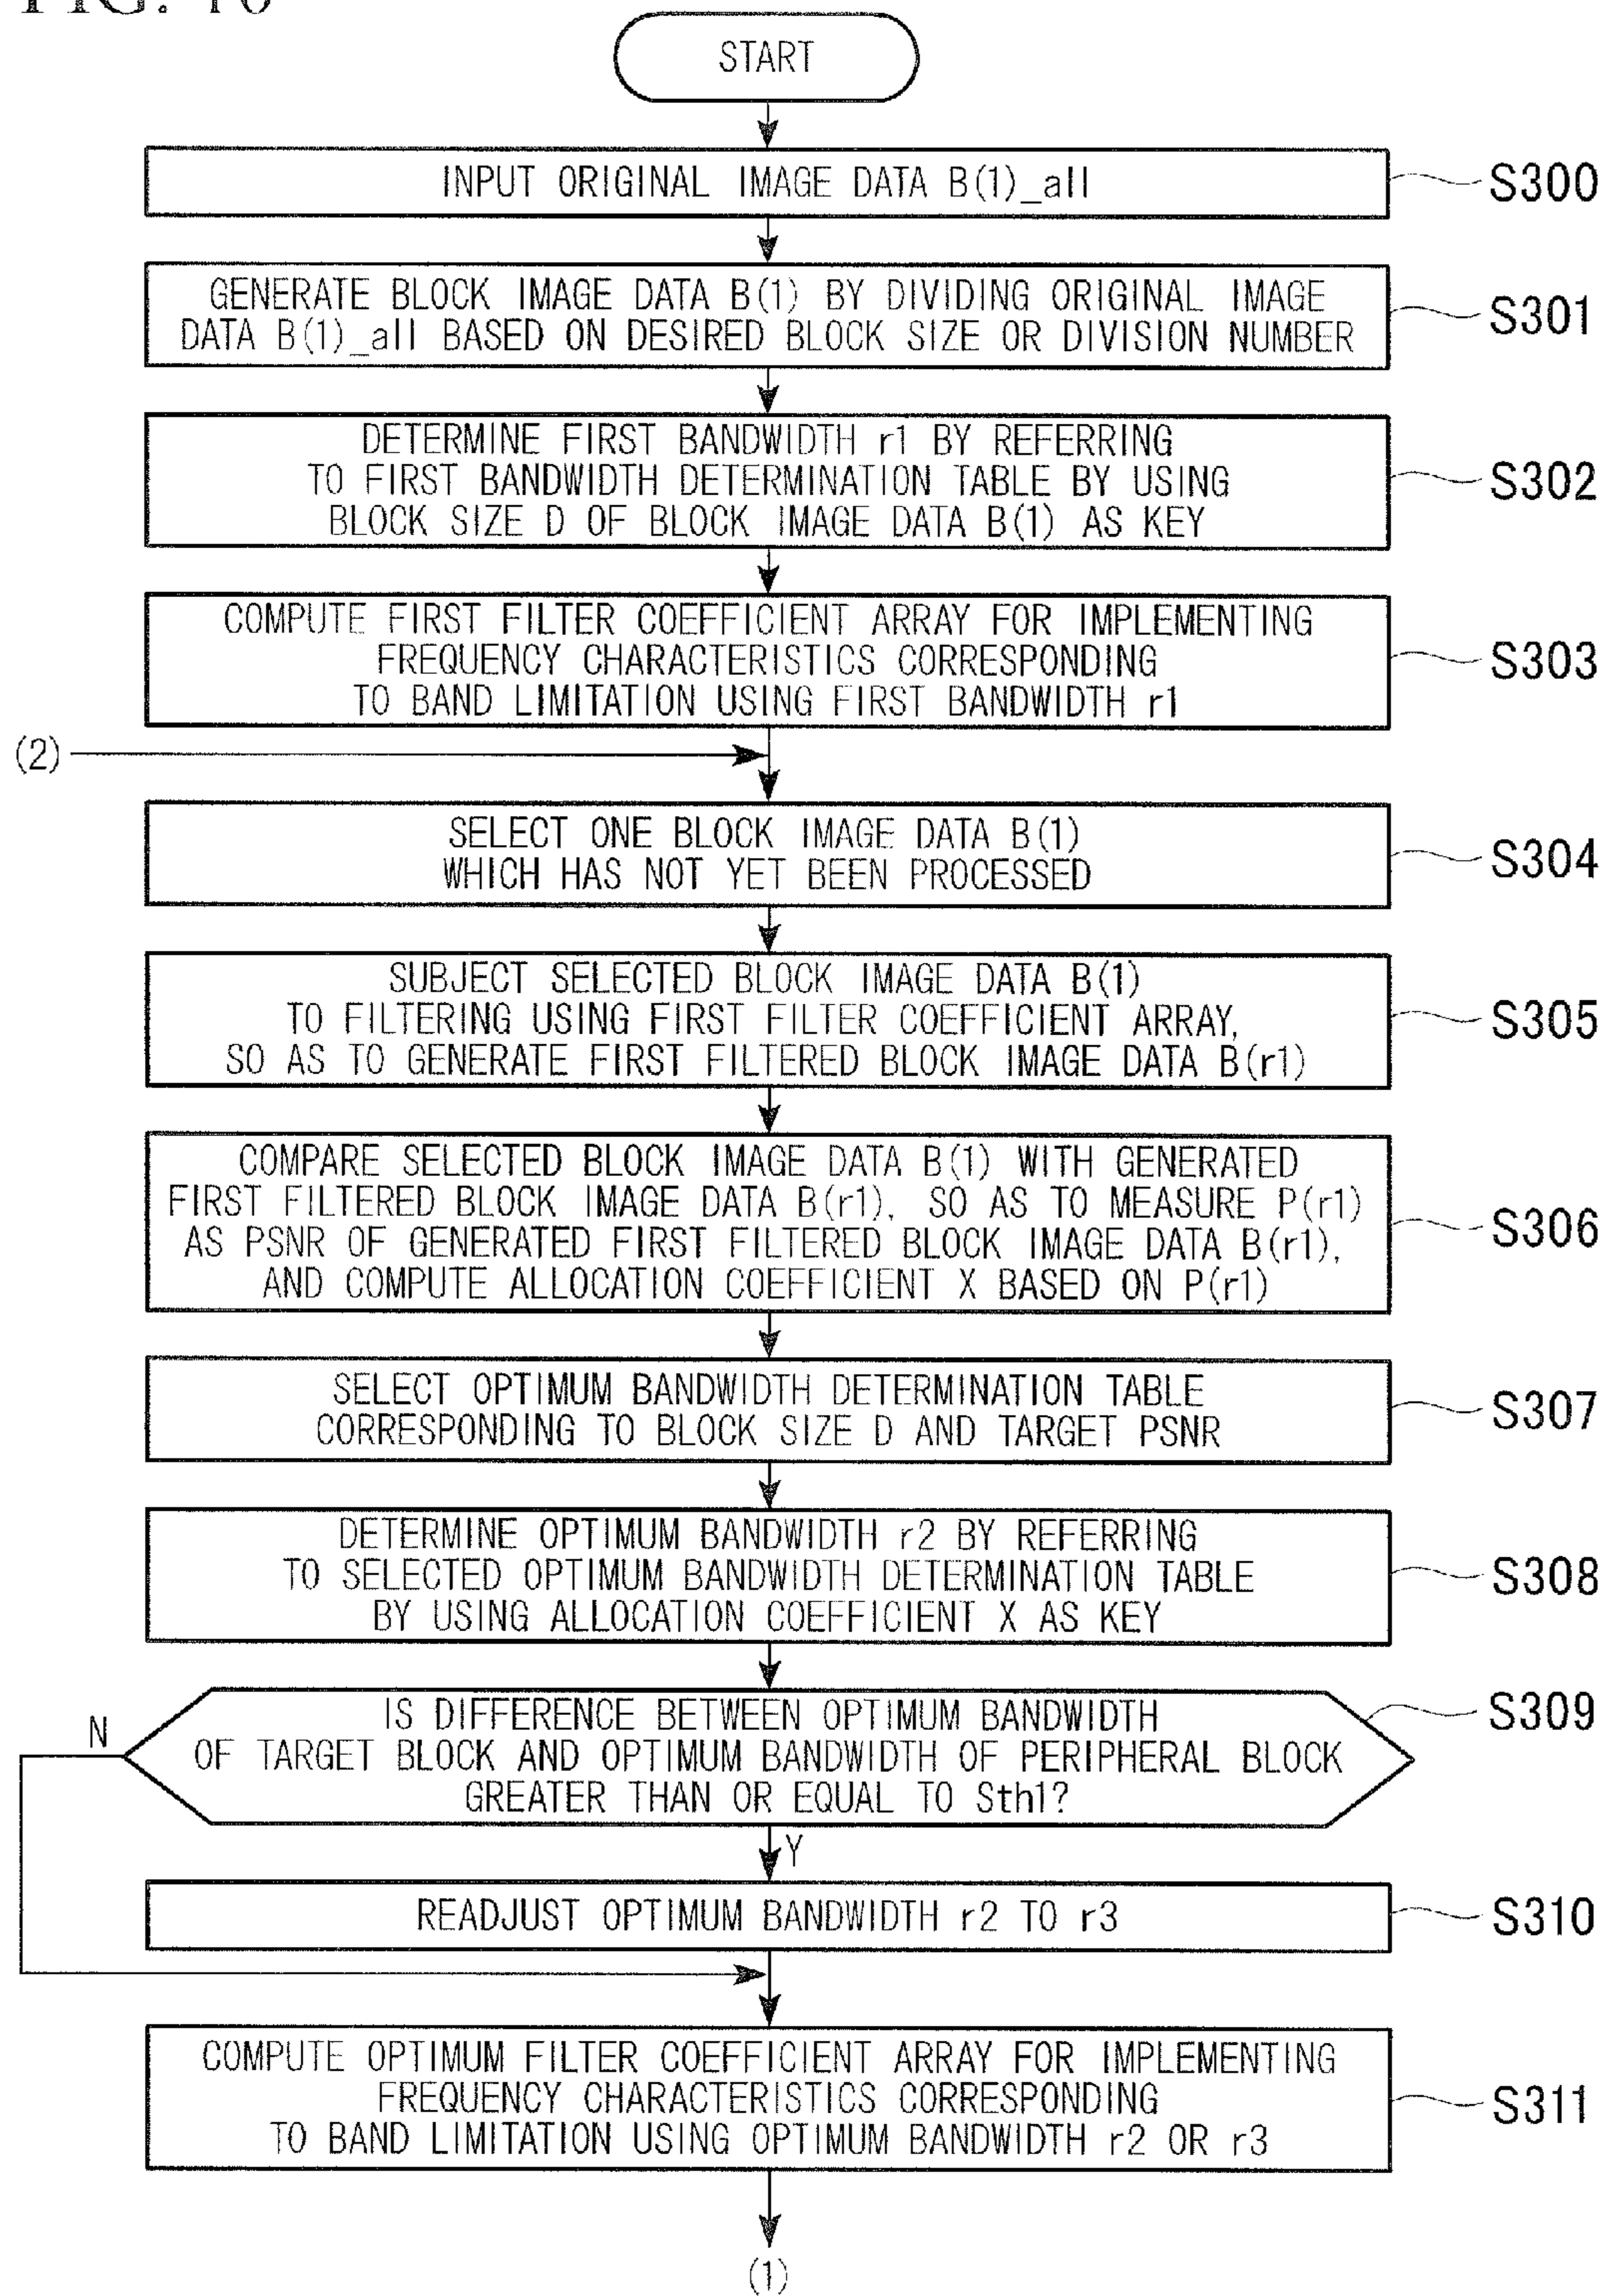 START
INPUT ORIGINAL IMAGE DATA B(1)_all
S300
GENERATE BLOCK IMAGE DATA B(1) BY DIVIDING ORIGINAL IMAGE
DATA B(1)_all BASED ON DESIRED BLOCK SIZE OR DIVISION NUMBER
S301
DETERMINE FIRST BANDWIDTH r1 BY REFERRING
TO FIRST BANDWIDTH DETERMINATION TABLE BY USING
BLOCK SIZE D OF BLOCK IMAGE DATA B(1) AS KEY
S302
COMPUTE FIRST FILTER COEFFICIENT ARRAY FOR IMPLEMENTING
FREQUENCY CHARACTERISTICS CORRESPONDING
TO BAND LIMITATION USING FIRST BANDWIDTH r1
S303
(2)
SELECT ONE BLOCK IMAGE DATA B(1)
WHICH HAS NOT YET BEEN PROCESSED
S304
SUBJECT SELECTED BLOCK IMAGE DATA B(1)
TO FILTERING USING FIRST FILTER COEFFICIENT ARRAY,
SO AS TO GENERATE FIRST FILTERED BLOCK IMAGE DATA B(r1)
S305
COMPARE SELECTED BLOCK IMAGE DATA B(1) WITH GENERATED
FIRST FILTERED BLOCK IMAGE DATA B(r1), SO AS TO MEASURE P(r1)
AS PSNR OF GENERATED FIRST FILTERED BLOCK IMAGE DATA B(r1),
AND COMPUTE ALLOCATION COEFFICIENT X BASED ON P(r1)
S306
SELECT OPTIMUM BANDWIDTH DETERMINATION TABLE
CORRESPONDING TO BLOCK SIZE D AND TARGET PSNR
S307
DETERMINE OPTIMUM BANDWIDTH r2 BY REFERRING
TO SELECTED OPTIMUM BANDWIDTH DETERMINATION TABLE
BY USING ALLOCATION COEFFICIENT X AS KEY
S308
IS DIFFERENCE BETWEEN OPTIMUM BANDWIDTH
OF TARGET BLOCK AND OPTIMUM BANDWIDTH OF PERIPHERAL BLOCK
GREATER THAN OR EQUAL TO Sth1?
S309
N
Y
READJUST OPTIMUM BANDWIDTH r2 TO r3
S310
COMPUTE OPTIMUM FILTER COEFFICIENT ARRAY FOR IMPLEMENTING
FREQUENCY CHARACTERISTICS CORRESPONDING
TO BAND LIMITATION USING OPTIMUM BANDWIDTH r2 OR r3
S311
(1)